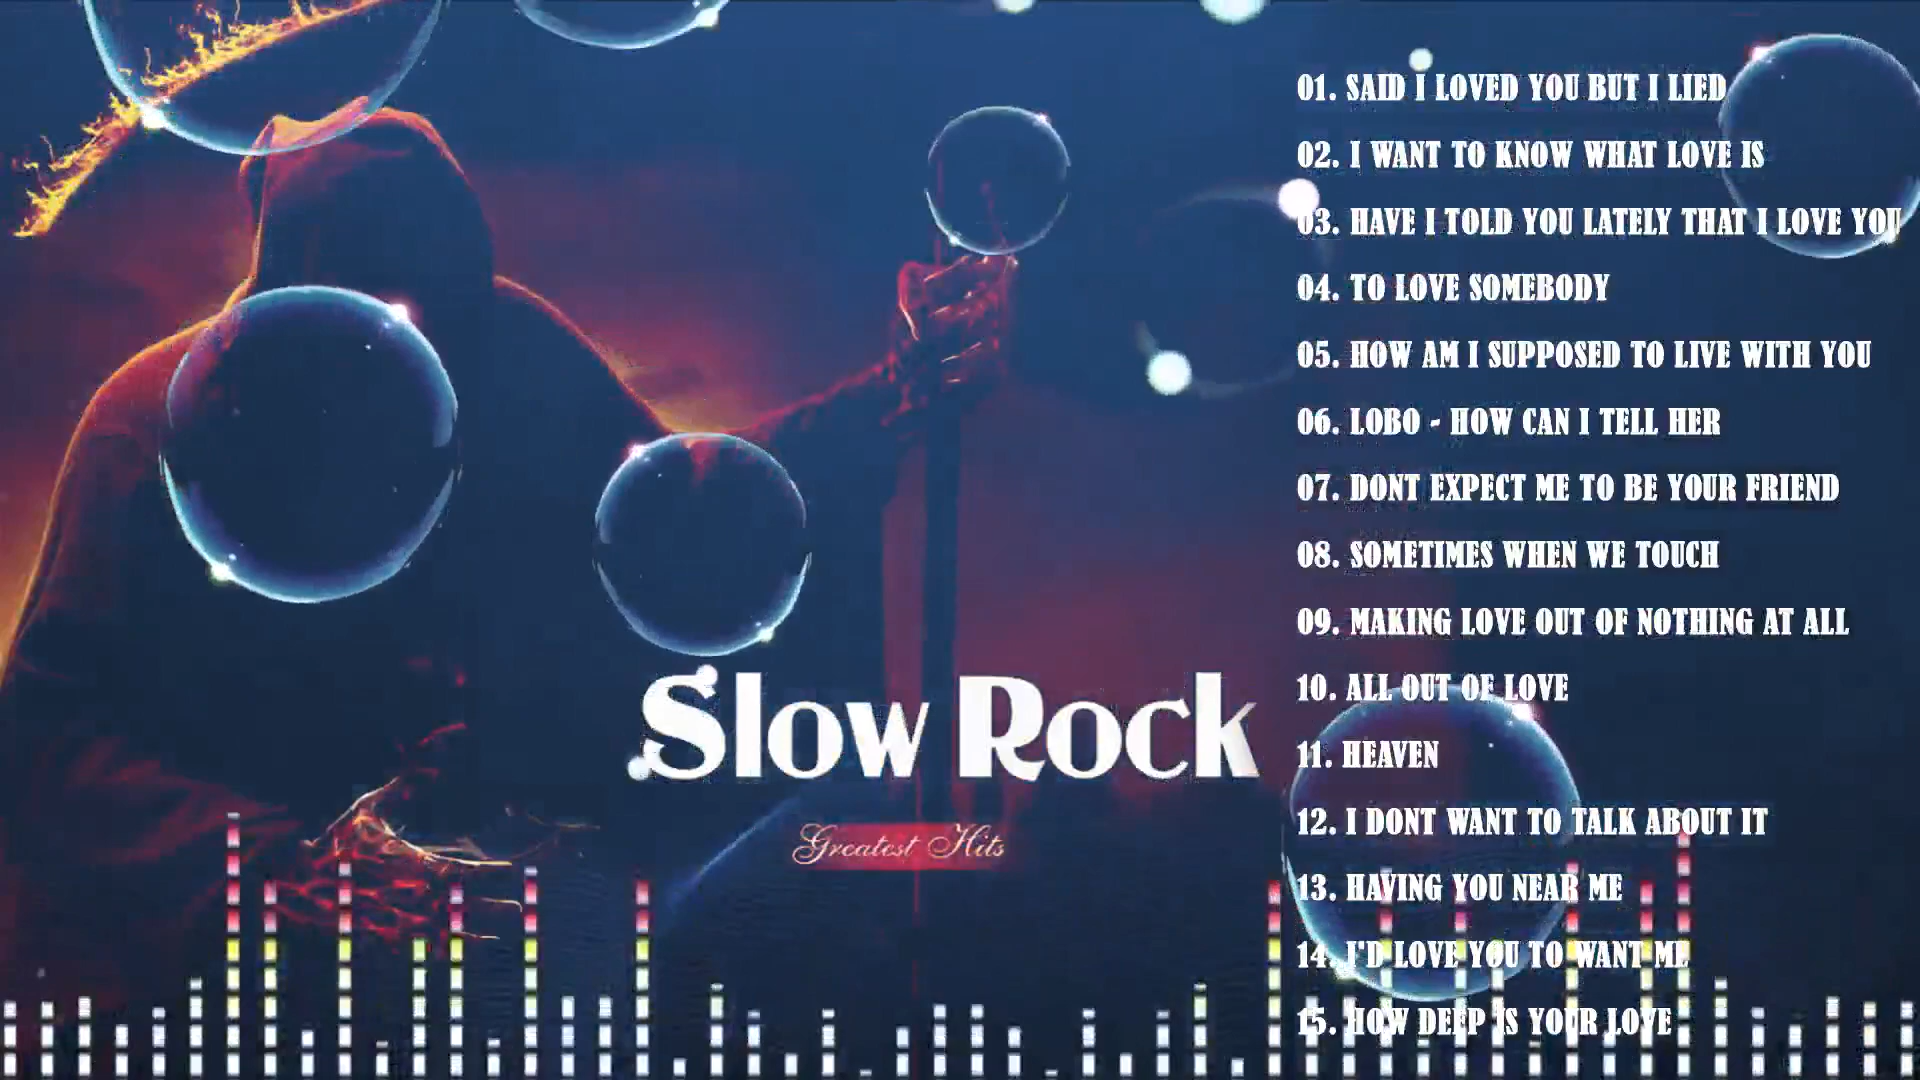 01. SAID I LOVED YOU BUT I LIED
02. I WANT TO KNOW WHAT LOVE IS
03. HAVE I TOLD YOU LATELY THAT I LOVE YOU
04. TO LOVE SOMEBODY
05. HOW AM I SUPPOSED TO LIVE WITH YOU
06. LOBO - HOW CAN I TELL HER
07. DONT EXPECT ME TO BE YOUR FRIEND
08. SOMETIMES WHEN WE TOUCH
09. MAKING LOVE OUT OF NOTHING AT ALL
10. ALL OUT OF LOVE
11. HEAVEN
12. I DONT WANT TO TALK ABOUT IT
13. HAVING YOU NEAR ME
14. I'D LOVE YOU TO WANT ME
15. HOW DEEP IS YOUR LOVE
Slow Rock
Greatest Hits